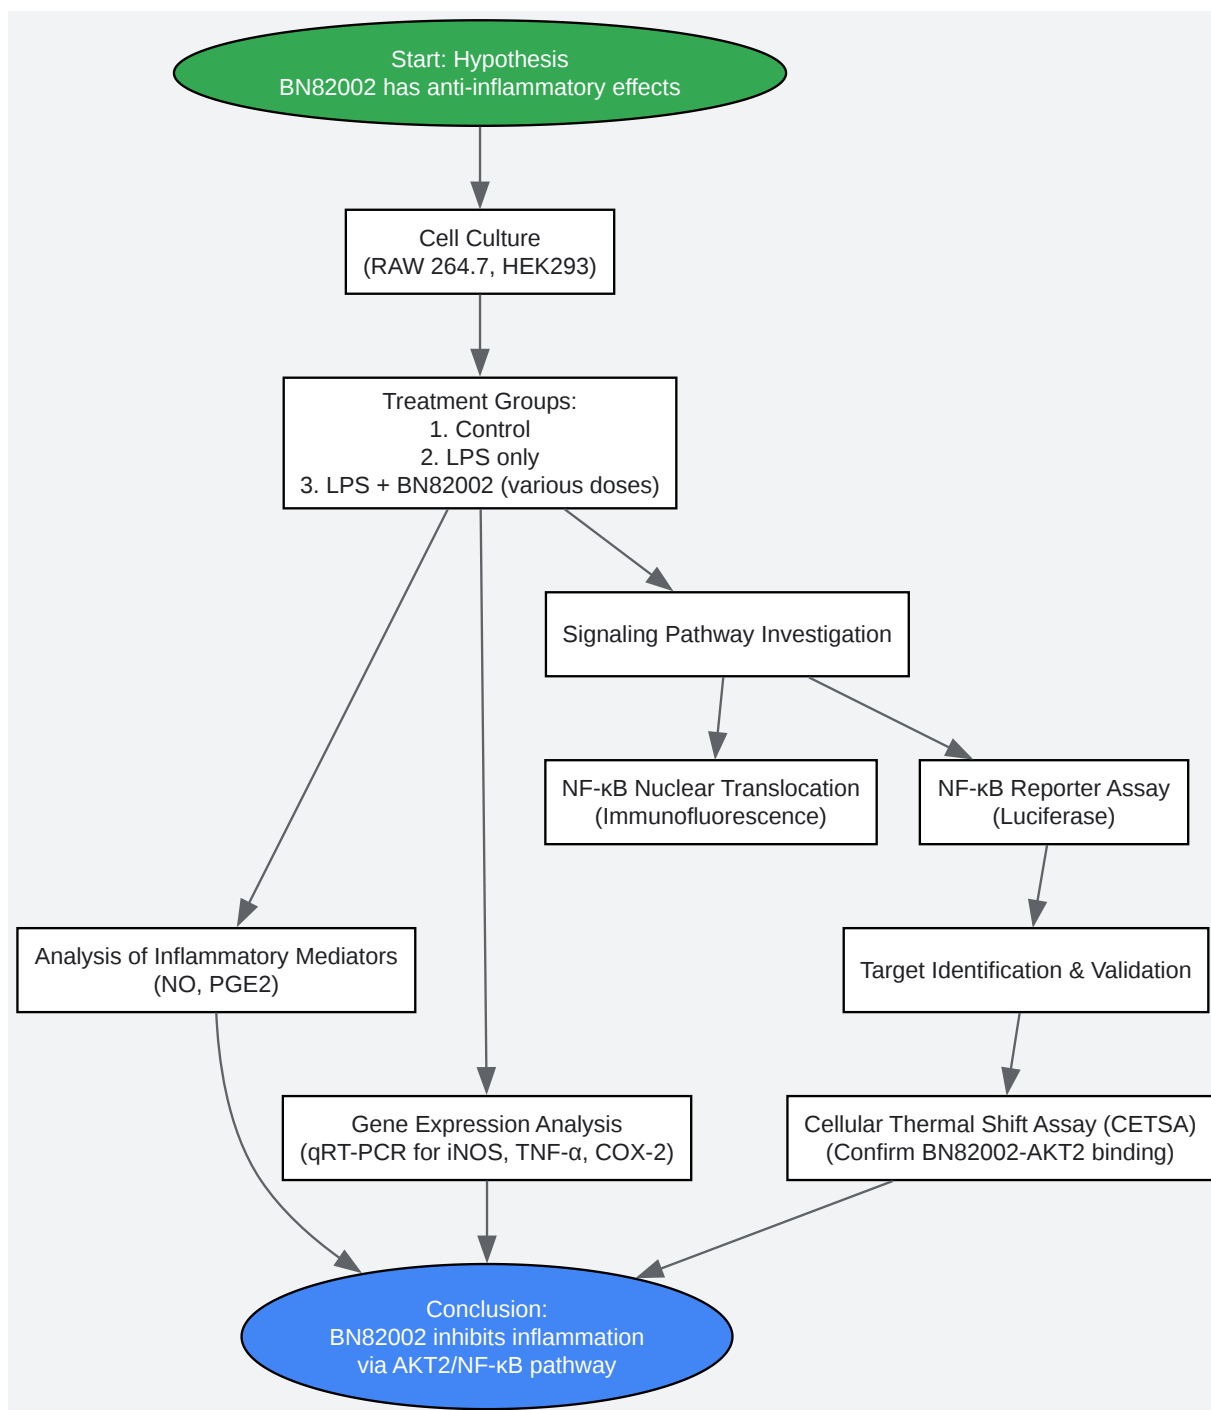 Start: Hypothesis
BN82002 has anti-inflammatory effects
Cell Culture
(RAW 264.7, HEK293)
Treatment Groups:
1. Control
2. LPS only
3. LPS + BN82002 (various doses)
Signaling Pathway Investigation
NF-κB Nuclear Translocation
(Immunofluorescence)
NF-κB Reporter Assay
(Luciferase)
Analysis of Inflammatory Mediators
(NO, PGE2)
Target Identification & Validation
Gene Expression Analysis
(qRT-PCR for iNOS, TNF-α, COX-2)
Cellular Thermal Shift Assay (CETSA)
(Confirm BN82002-AKT2 binding)
Conclusion:
BN82002 inhibits inflammation
via AKT2/NF-κB pathway